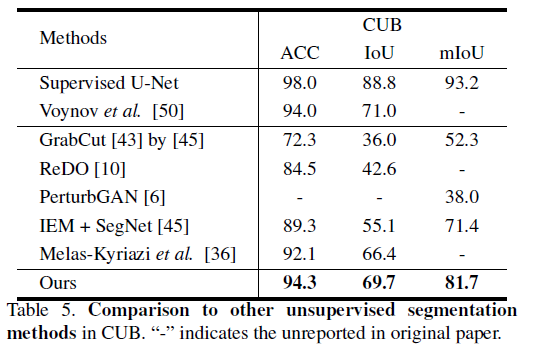 Methods CUB
ACC IoU mIoU
Supervised U-Net 98.0 88.8 93.2
Voynov et al. [50] 94.0 71.0 -
GrabCut [43] by [45] 72.3 36.0 52.3
ReDO [10] 84.5 42.6 -
PerturbGAN [6] - - 38.0
IEM + SegNet [45] 89.3 55.1 71.4
Melas-Kyriazi et al. [36] 92.1 66.4 -
Ours 94.3 69.7 81.7
Table 5. Comparison to other unsupervised segmentation
methods in CUB. “-” indicates the unreported in original paper.